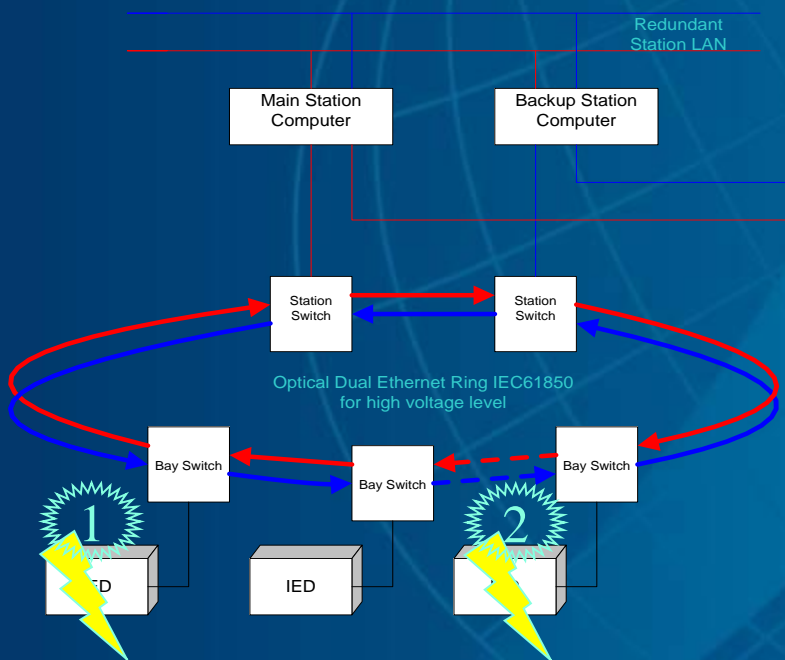 Redundant
Station LAN
Main Station
Computer
Backup Station
Computer
Station
Switch
Station
Switch
Optical Dual Ethernet Ring IEC61850
for high voltage level
Bay Switch
Bay Switch
Bay Switch
1
2
IED